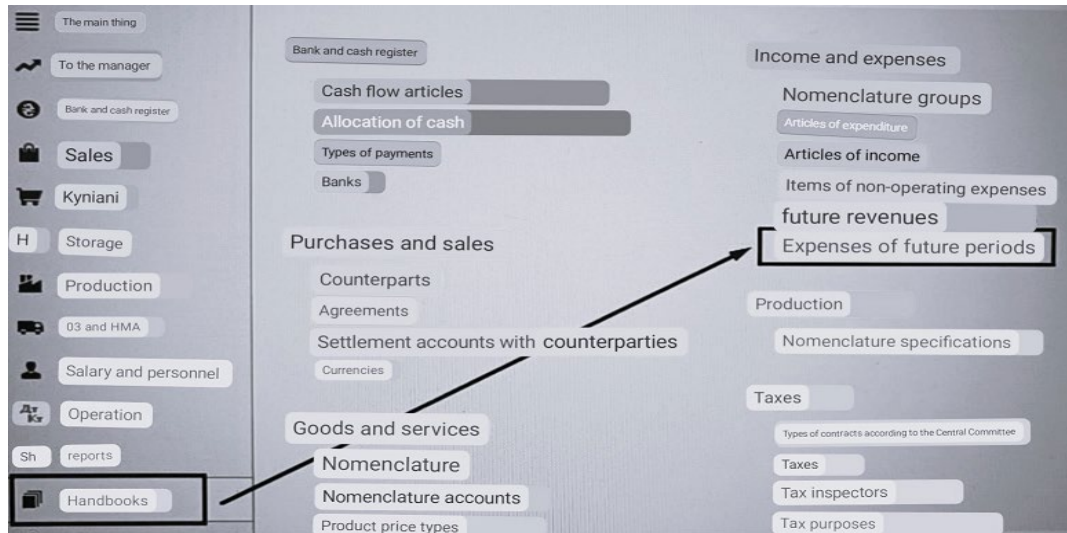 The main thing
To the manager
Bank and cash register
Sales
Kyniani
H Storage
Production
03 and HMA
Salary and personnel
Дт Кт Operation
Sh reports
Handbooks
Bank and cash register
Cash flow articles
Allocation of cash
Types of payments
Banks
Purchases and sales
Counterparts
Agreements
Settlement accounts with counterparties
Currencies
Goods and services
Nomenclature
Nomenclature accounts
Product price types
Income and expenses
Nomenclature groups
Articles of expenditure
Articles of income
Items of non-operating expenses
future revenues
Expenses of future periods
Production
Nomenclature specifications
Taxes
Types of contracts according to the Central Committee
Taxes
Tax inspectors
Tax purposes